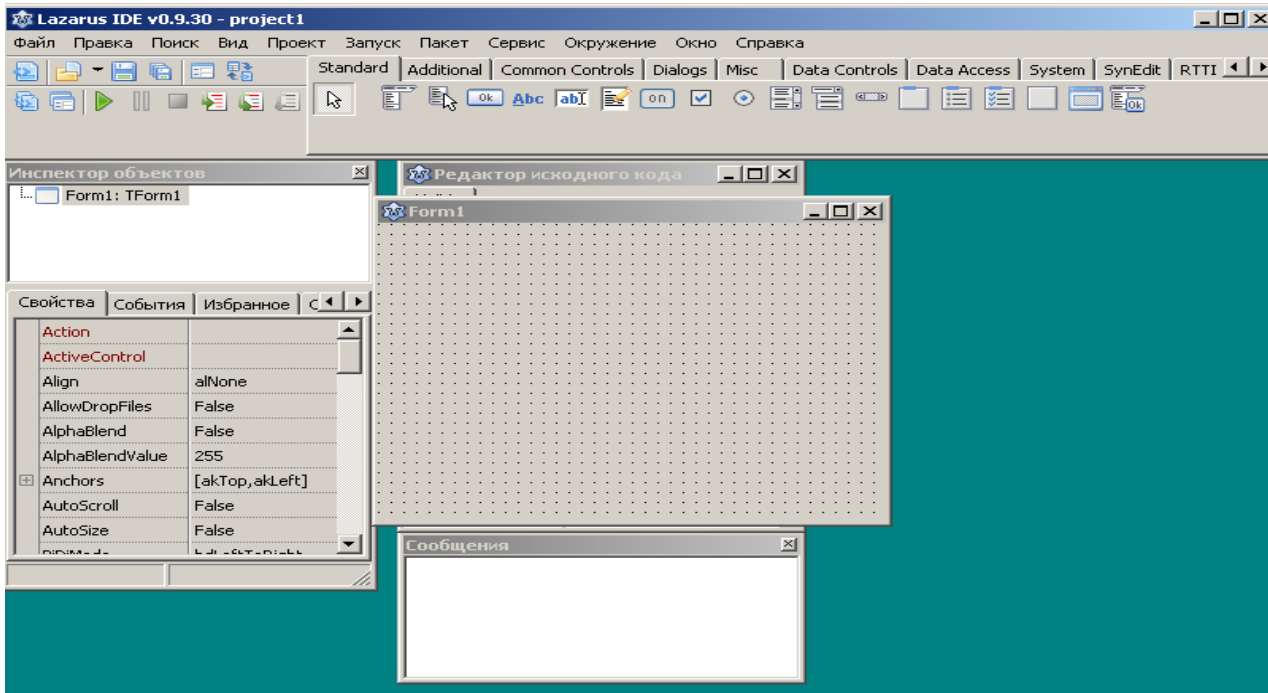 Lazarus IDE v0.9.30 - project1
Файл Правка Поиск Вид Проект Запуск Пакет Сервис Окружение Окно Справка
Standard Additional Common Controls Dialogs Misc Data Controls Data Access System SynEdit RTTI
Ok Abc abI on Ok
Инспектор объектов
Form1: TForm1
Свойства События Избранное
Action
ActiveControl
Align alNone
AllowDropFiles False
AlphaBlend False
AlphaBlendValue 255
Anchors [akTop,akLeft]
AutoScroll False
AutoSize False
Редактор исходного кода
Form1
Сообщения